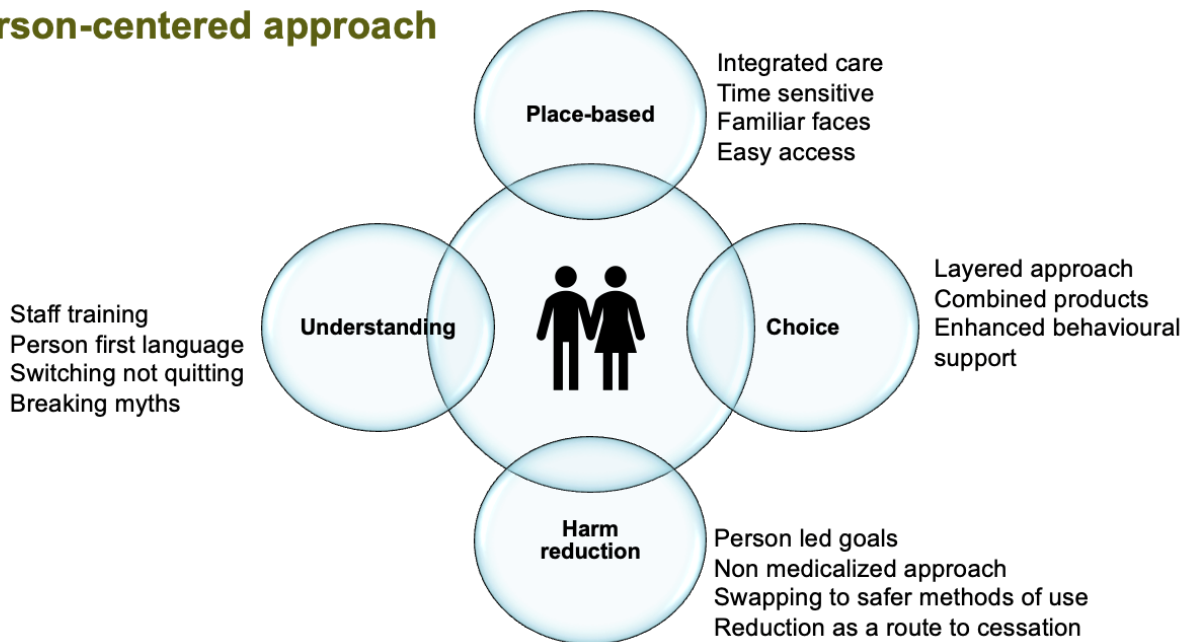 rson-centered approach
Place-based
Integrated care
Time sensitive
Familiar faces
Easy access
Understanding
Staff training
Person first language
Switching not quitting
Breaking myths
Choice
Layered approach
Combined products
Enhanced behavioural
support
Harm
reduction
Person led goals
Non medicalized approach
Swapping to safer methods of use
Reduction as a route to cessation